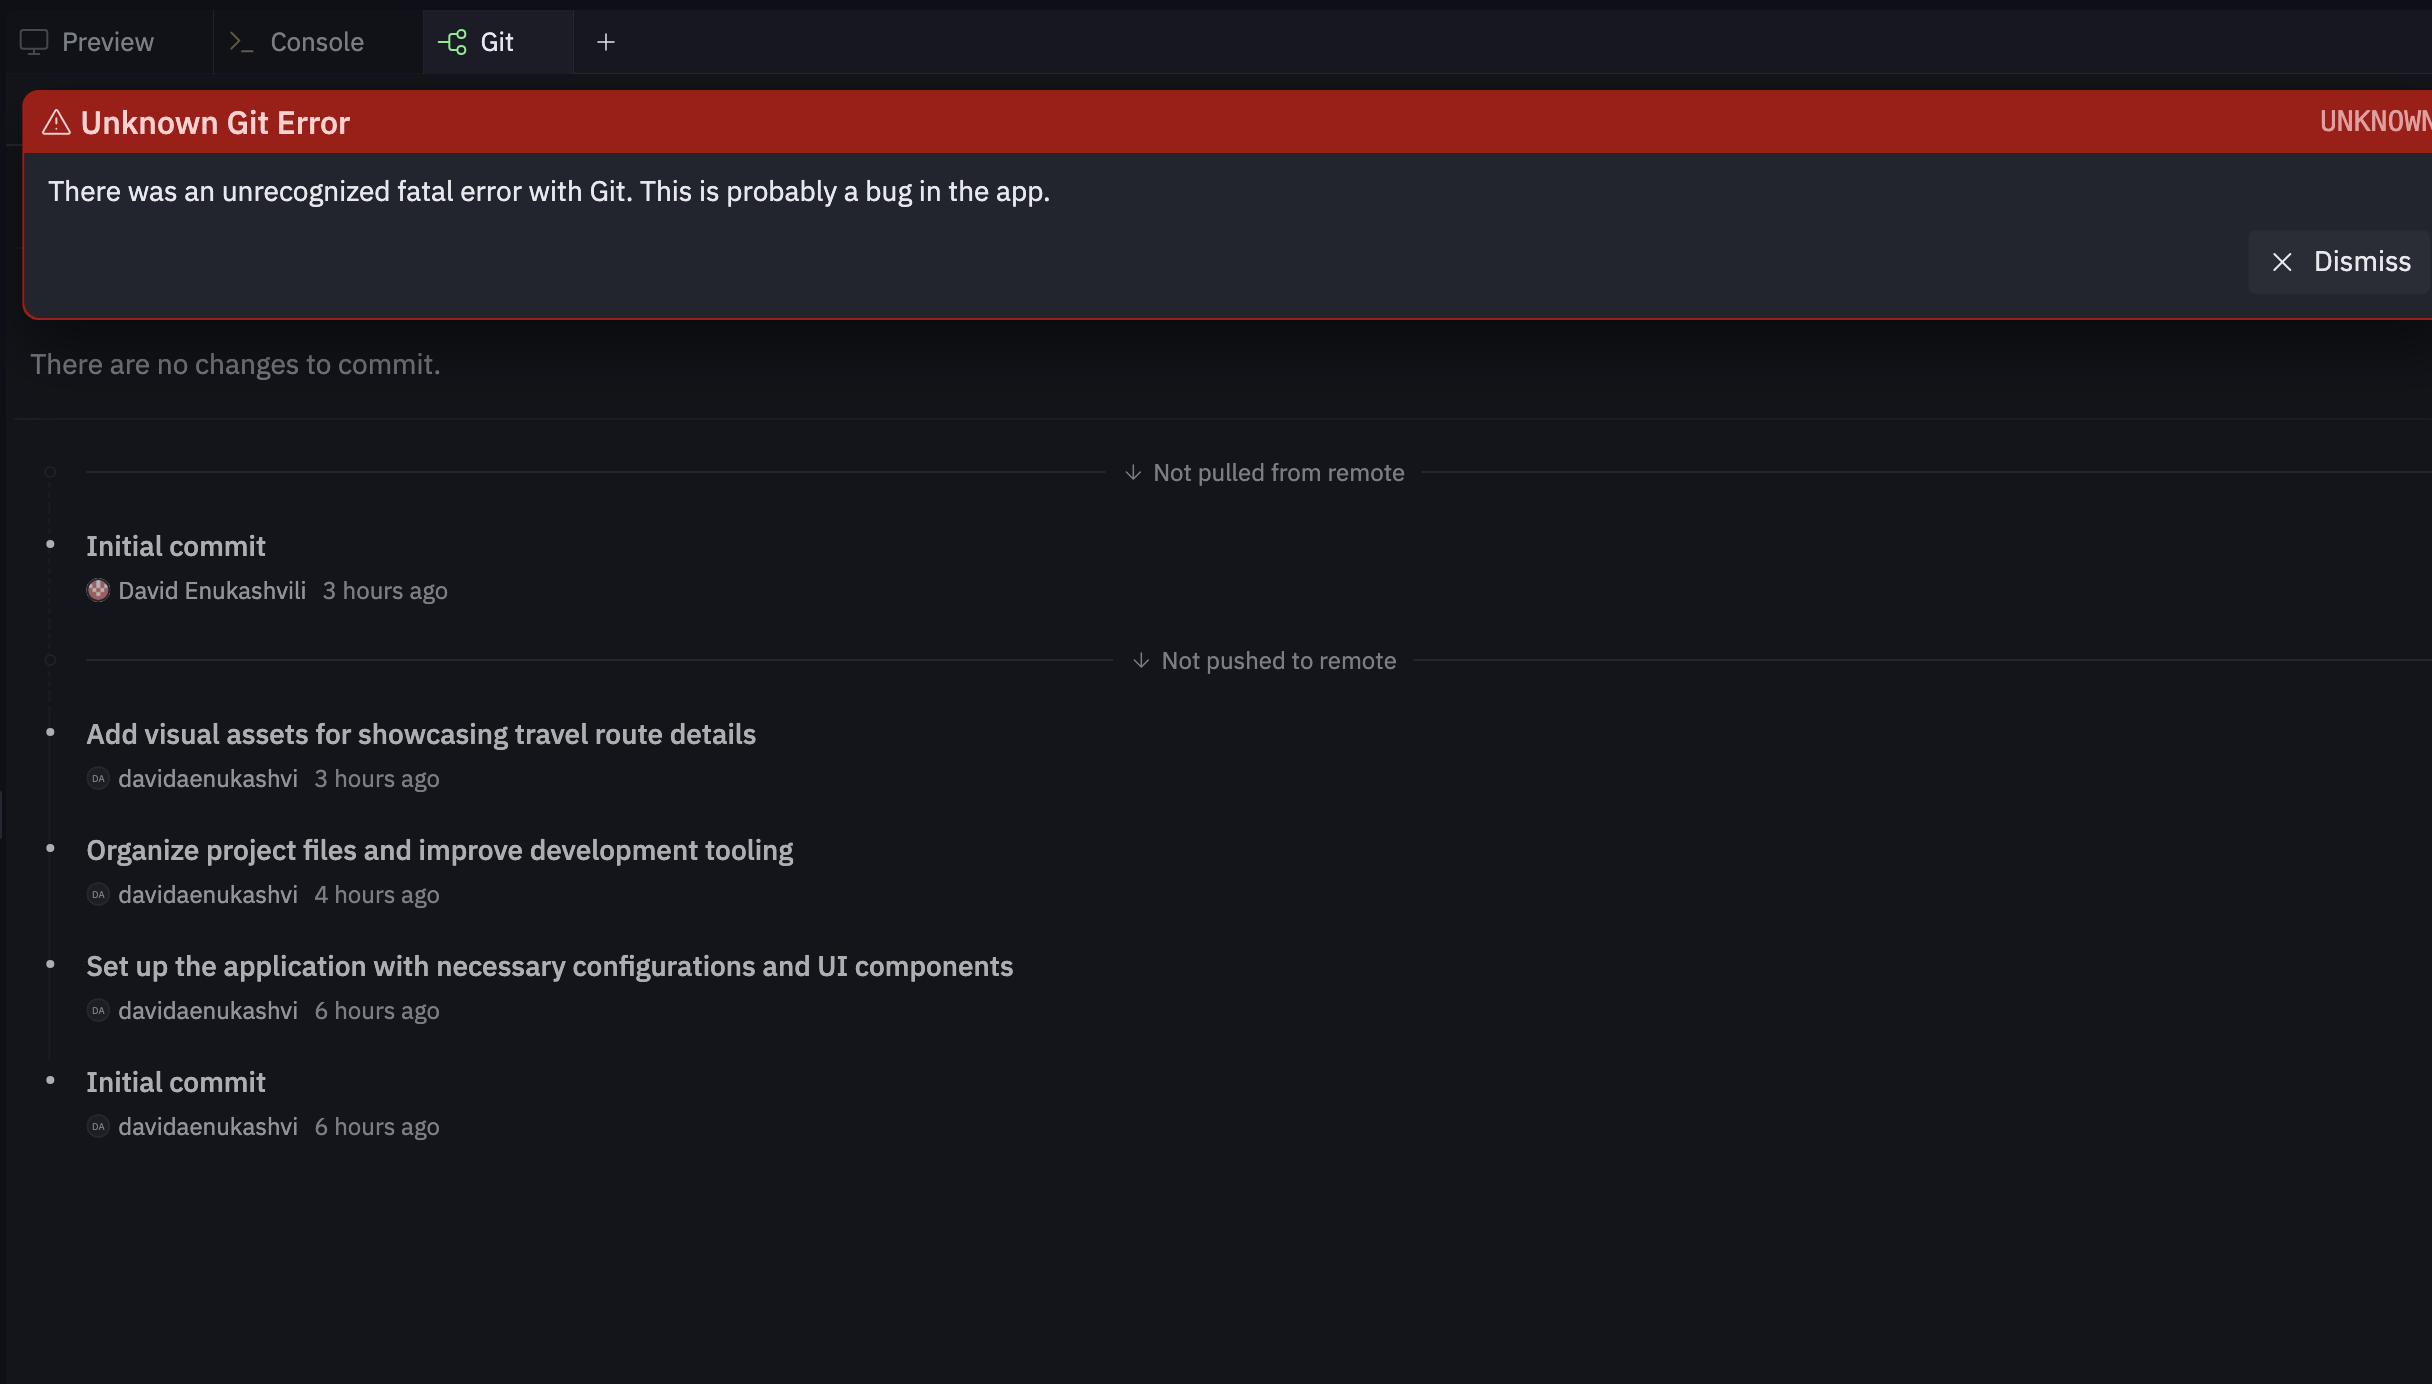 Preview
Console
Git
Unknown Git Error
UNKNOWN
There was an unrecognized fatal error with Git. This is probably a bug in the app.
Dismiss
There are no changes to commit.
Not pulled from remote
Initial commit
David Enukashvili 3 hours ago
Not pushed to remote
Add visual assets for showcasing travel route details
DA davidaenukashvi 3 hours ago
Organize project files and improve development tooling
DA davidaenukashvi 4 hours ago
Set up the application with necessary configurations and UI components
DA davidaenukashvi 6 hours ago
Initial commit
DA davidaenukashvi 6 hours ago